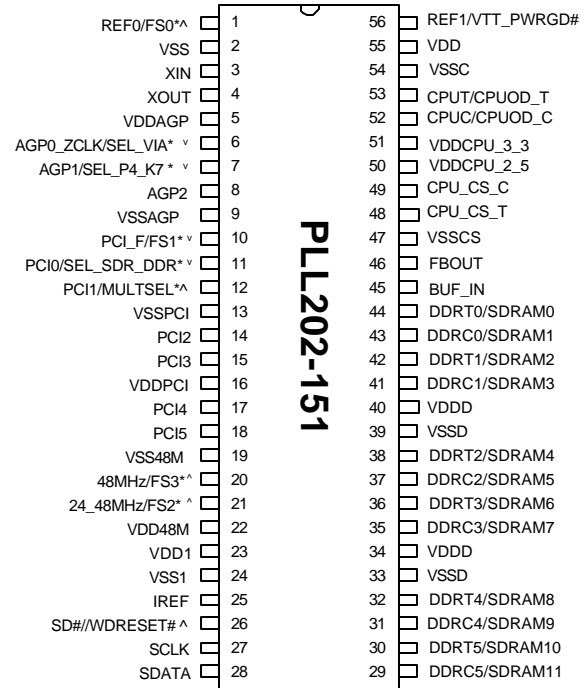 REF0/FS0*^ 1 56 REF1/VTT_PWRGD#
VSS 2 55 VDD
XIN 3 54 VSSC
XOUT 4 53 CPUT/CPUOD_T
VDDAGP 5 52 CPUC/CPUOD_C
AGP0_ZCLK/SEL_VIA* v 6 51 VDDCPU_3_3
AGP1/SEL_P4_K7* v 7 50 VDDCPU_2_5
AGP2 8 49 CPU_CS_C
VSSAGP 9 48 CPU_CS_T
PCI_F/FS1* v 10 47 VSSCS
PCI0/SEL_SDR_DDR* v 11 46 FBOUT
PCI1/MULTSEL*^ 12 45 BUF_IN
VSSPCI 13 44 DDRT0/SDRAM0
PCI2 14 43 DDRC0/SDRAM1
PCI3 15 42 DDRT1/SDRAM2
VDDPCI 16 41 DDRC1/SDRAM3
PCI4 17 40 VDDD
PCI5 18 39 VSSD
VSS48M 19 38 DDRT2/SDRAM4
48MHz/FS3*^ 20 37 DDRC2/SDRAM5
24_48MHz/FS2* ^ 21 36 DDRT3/SDRAM6
VDD48M 22 35 DDRC3/SDRAM7
VDD1 23 34 VDDD
VSS1 24 33 VSSD
IREF 25 32 DDRT4/SDRAM8
SD#//WDRESET# ^ 26 31 DDRC4/SDRAM9
SCLK 27 30 DDRT5/SDRAM10
SDATA 28 29 DDRC5/SDRAM11
PLL202-151